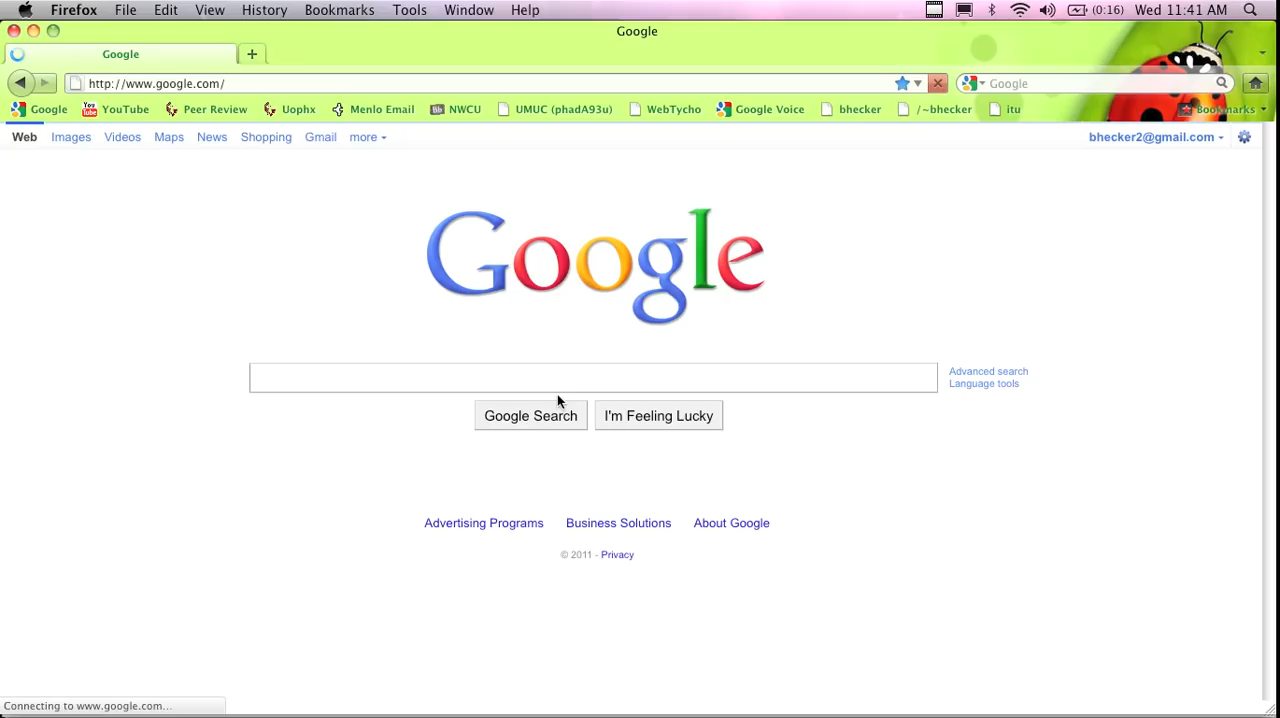 Firefox File Edit View History Bookmarks Tools Window Help (0:16) Wed 11:41 AM
Google
Google
http://www.google.com/ Google
Google You Tube YouTube Peer Review Uophx Menlo Email Bb NWCU UMUC (phadA93u) WebTycho Google Voice bhecker /~bhecker itu Bookmarks
Web Images Videos Maps News Shopping Gmail more bhecker2@gmail.com
Google
Advanced search
Language tools
Google Search I'm Feeling Lucky
Advertising Programs Business Solutions About Google
© 2011 - Privacy
Connecting to www.google.com...